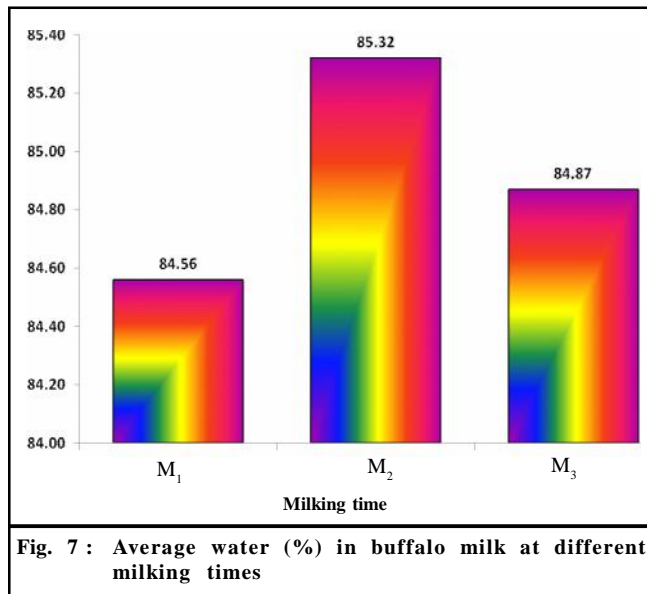 85.40
85.20
85.00
84.80
84.60
84.40
84.20
84.00
84.56
85.32
84.87
M1 M2 M3
Milking time
Fig. 7 : Average water (%) in buffalo milk at different
milking times